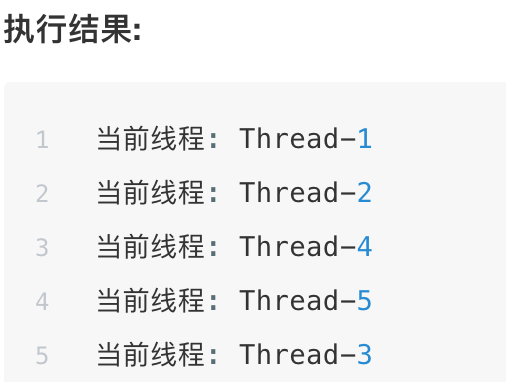 执行结果:
1 当前线程: Thread-1
2 当前线程: Thread-2
3 当前线程: Thread-4
4 当前线程: Thread-5
5 当前线程: Thread-3